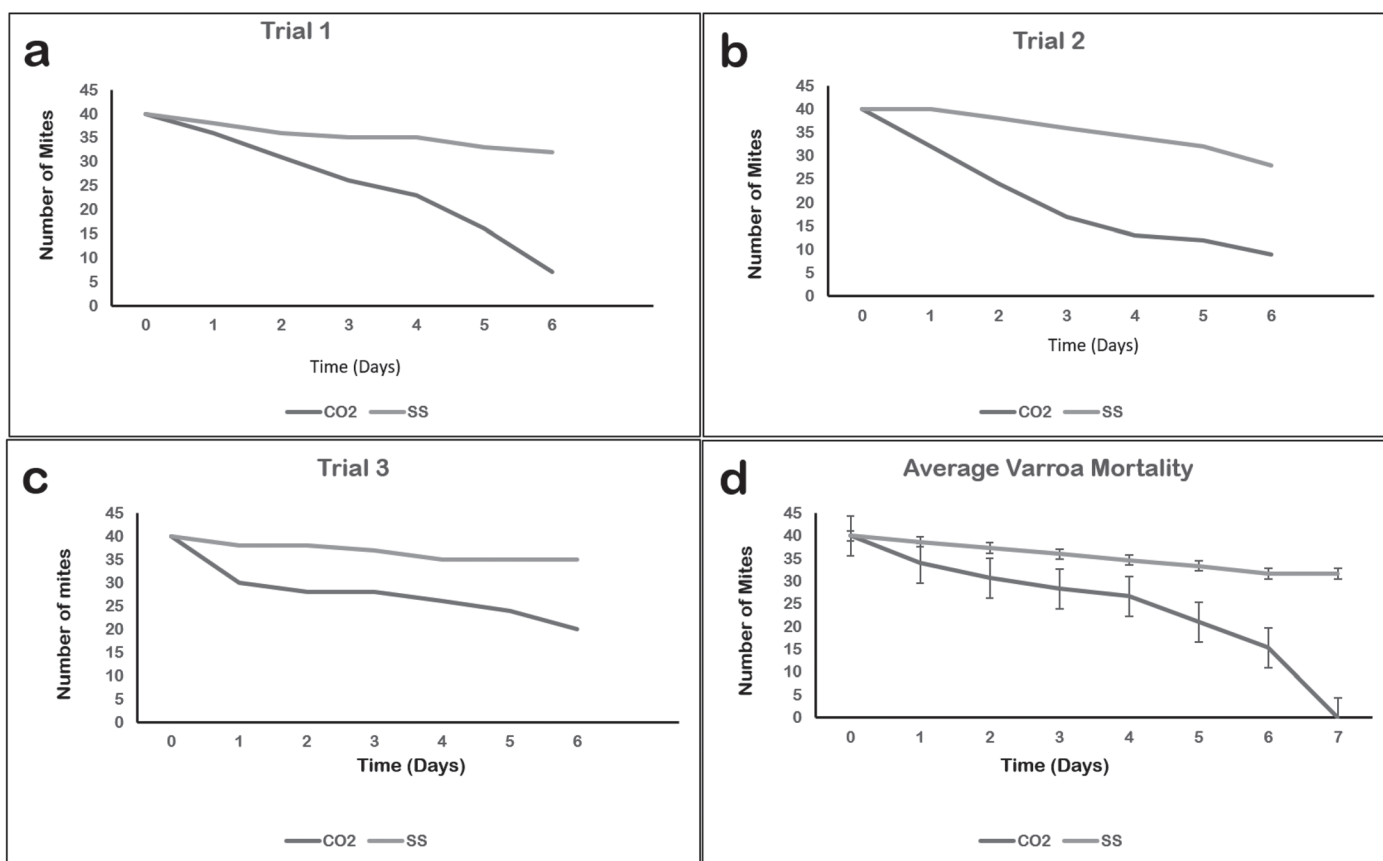 a
Trial 1
Number of Mites
45
40
35
30
25
20
15
10
5
0
0 1 2 3 4 5 6
Time (Days)
CO2 SS
b
Trial 2
Number of Mites
45
40
35
30
25
20
15
10
5
0
0 1 2 3 4 5 6
Time (Days)
CO2 SS
c
Trial 3
Number of mites
45
40
35
30
25
20
15
10
5
0
0 1 2 3 4 5 6
Time (Days)
CO2 SS
d
Average Varroa Mortality
Number of Mites
45
40
35
30
25
20
15
10
5
0
0 1 2 3 4 5 6 7
Time (Days)
CO2 SS